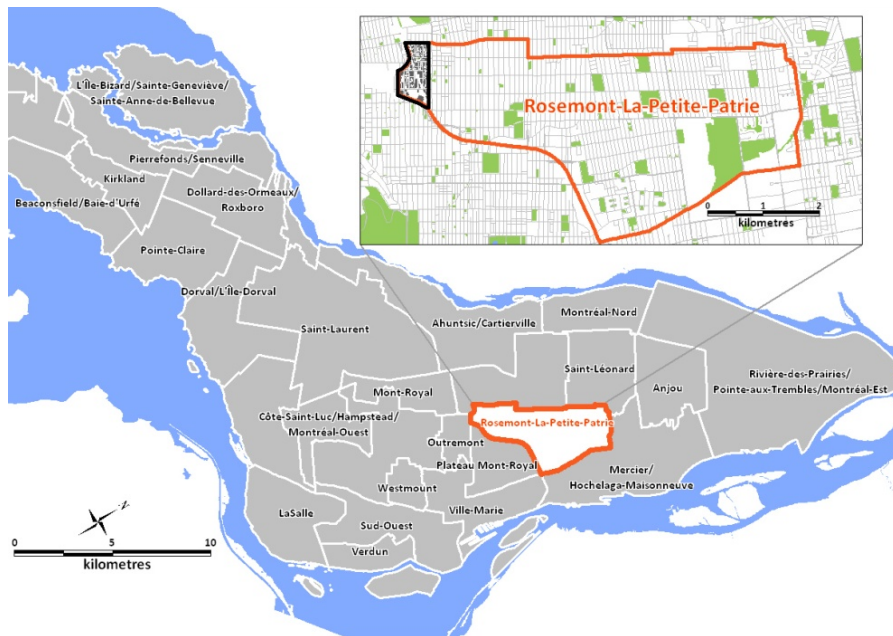 Rosemont-La-Petite-Patrie
0 1 2
kilometres
L'Île-Bizard/Sainte-Geneviève/
Sainte-Anne-de-Bellevue
Pierrefonds/Senneville
Kirkland
Dollard-des-Ormeaux/
Roxboro
Beaconsfield/Baie-d'Urfé
Pointe-Claire
Dorval/L'Île-Dorval
Saint-Laurent
Ahuntsic/Cartierville
Montréal-Nord
Saint-Léonard
Anjou
Rivière-des-Prairies/
Pointe-aux-Trembles/Montréal-Est
Mont-Royal
Côte-Saint-Luc/Hampstead/
Montréal-Ouest
Outremont
Rosemont-La-Petite-Patrie
Plateau Mont-Royal
Mercier/
Hochelaga-Maisonneuve
Westmount
Ville-Marie
LaSalle
Sud-Ouest
Verdun
N
0 5 10
kilometres